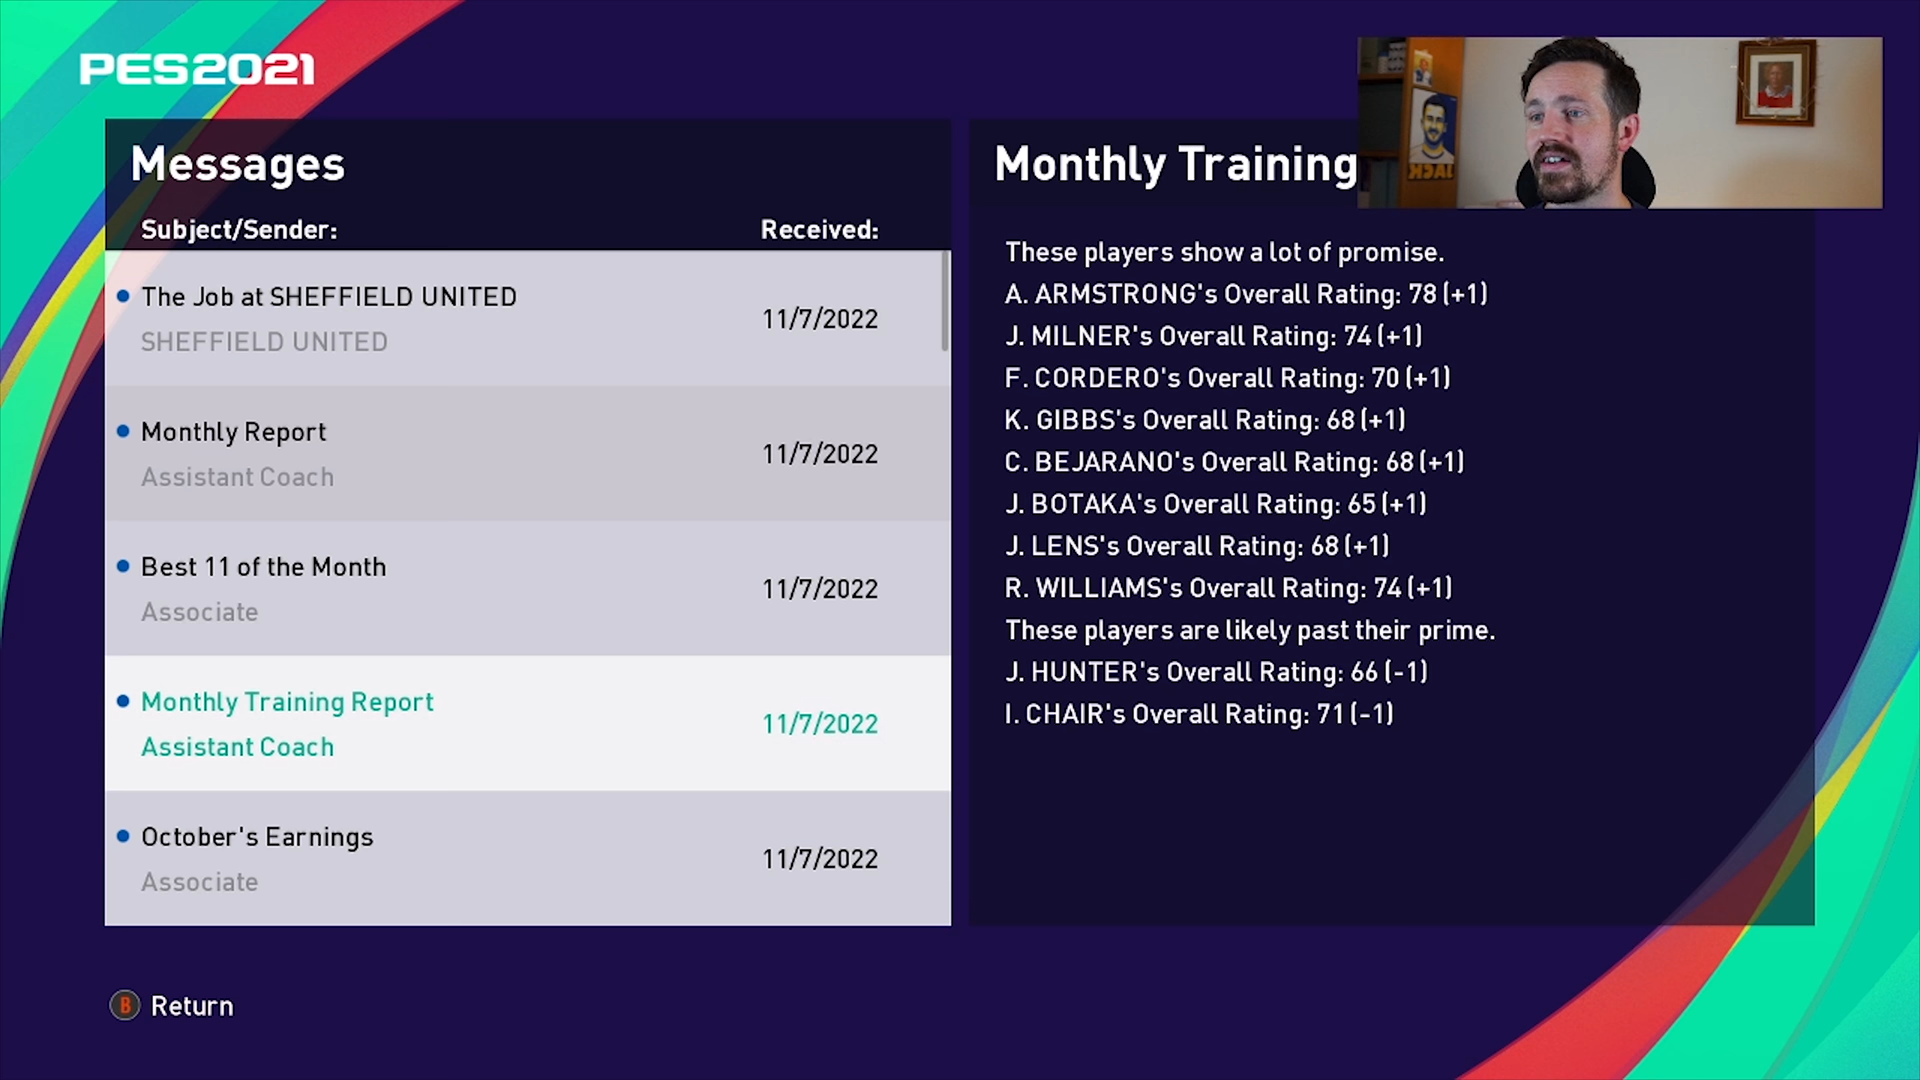 PES2021
Messages
Subject/Sender:
Received:
The Job at SHEFFIELD UNITED
SHEFFIELD UNITED
11/7/2022
Monthly Report
Assistant Coach
11/7/2022
Best 11 of the Month
Associate
11/7/2022
Monthly Training Report
Assistant Coach
11/7/2022
October's Earnings
Associate
11/7/2022
Monthly Training
These players show a lot of promise.
A. ARMSTRONG's Overall Rating: 78 (+1)
J. MILNER's Overall Rating: 74 (+1)
F. CORDERO's Overall Rating: 70 (+1)
K. GIBBS's Overall Rating: 68 (+1)
C. BEJARANO's Overall Rating: 68 (+1)
J. BOTAKA's Overall Rating: 65 (+1)
J. LENS's Overall Rating: 68 (+1)
R. WILLIAMS's Overall Rating: 74 (+1)
These players are likely past their prime.
J. HUNTER's Overall Rating: 66 (-1)
I. CHAIR's Overall Rating: 71 (-1)
JACK
B Return